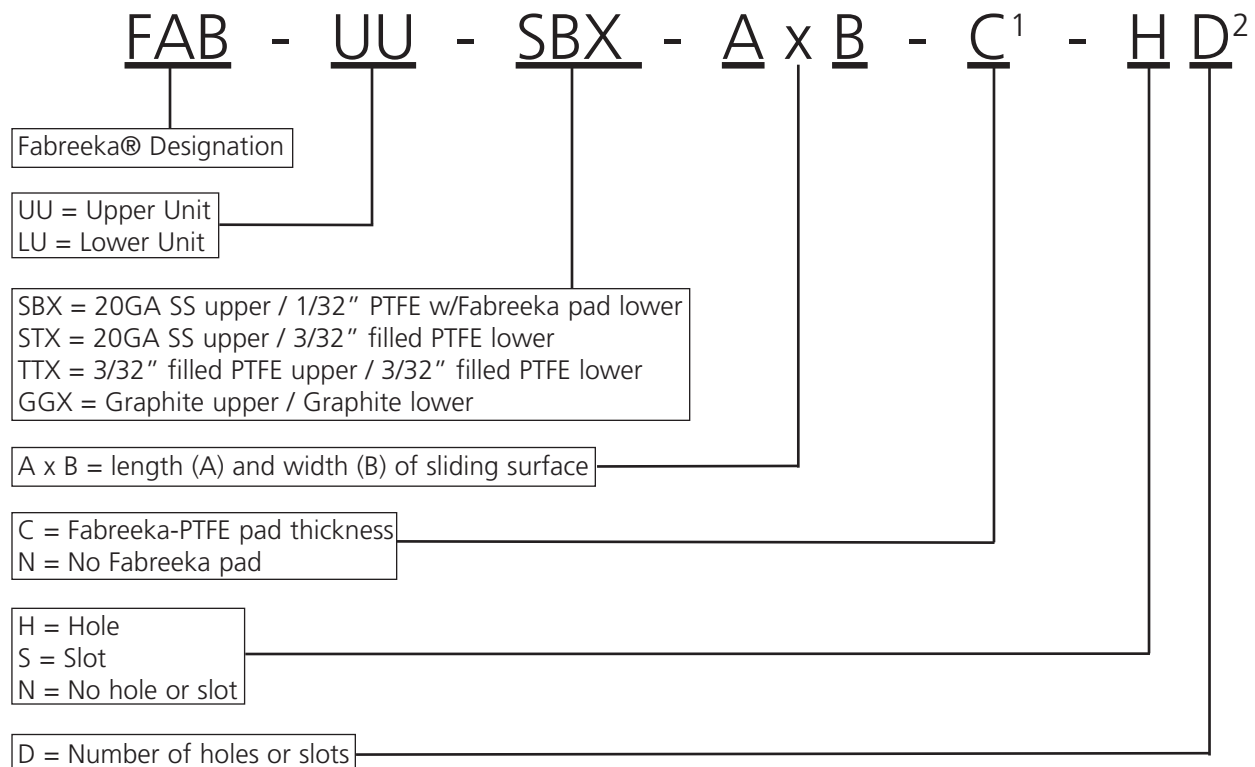 FAB - UU - SBX - A x B - C¹ - H D²
Fabreeka® Designation
UU = Upper Unit
LU = Lower Unit
SBX = 20GA SS upper / 1/32” PTFE w/Fabreeka pad lower
STX = 20GA SS upper / 3/32” filled PTFE lower
TTX = 3/32” filled PTFE upper / 3/32” filled PTFE lower
GGX = Graphite upper / Graphite lower
A x B = length (A) and width (B) of sliding surface
C = Fabreeka-PTFE pad thickness
N = No Fabreeka pad
H = Hole
S = Slot
N = No hole or slot
D = Number of holes or slots